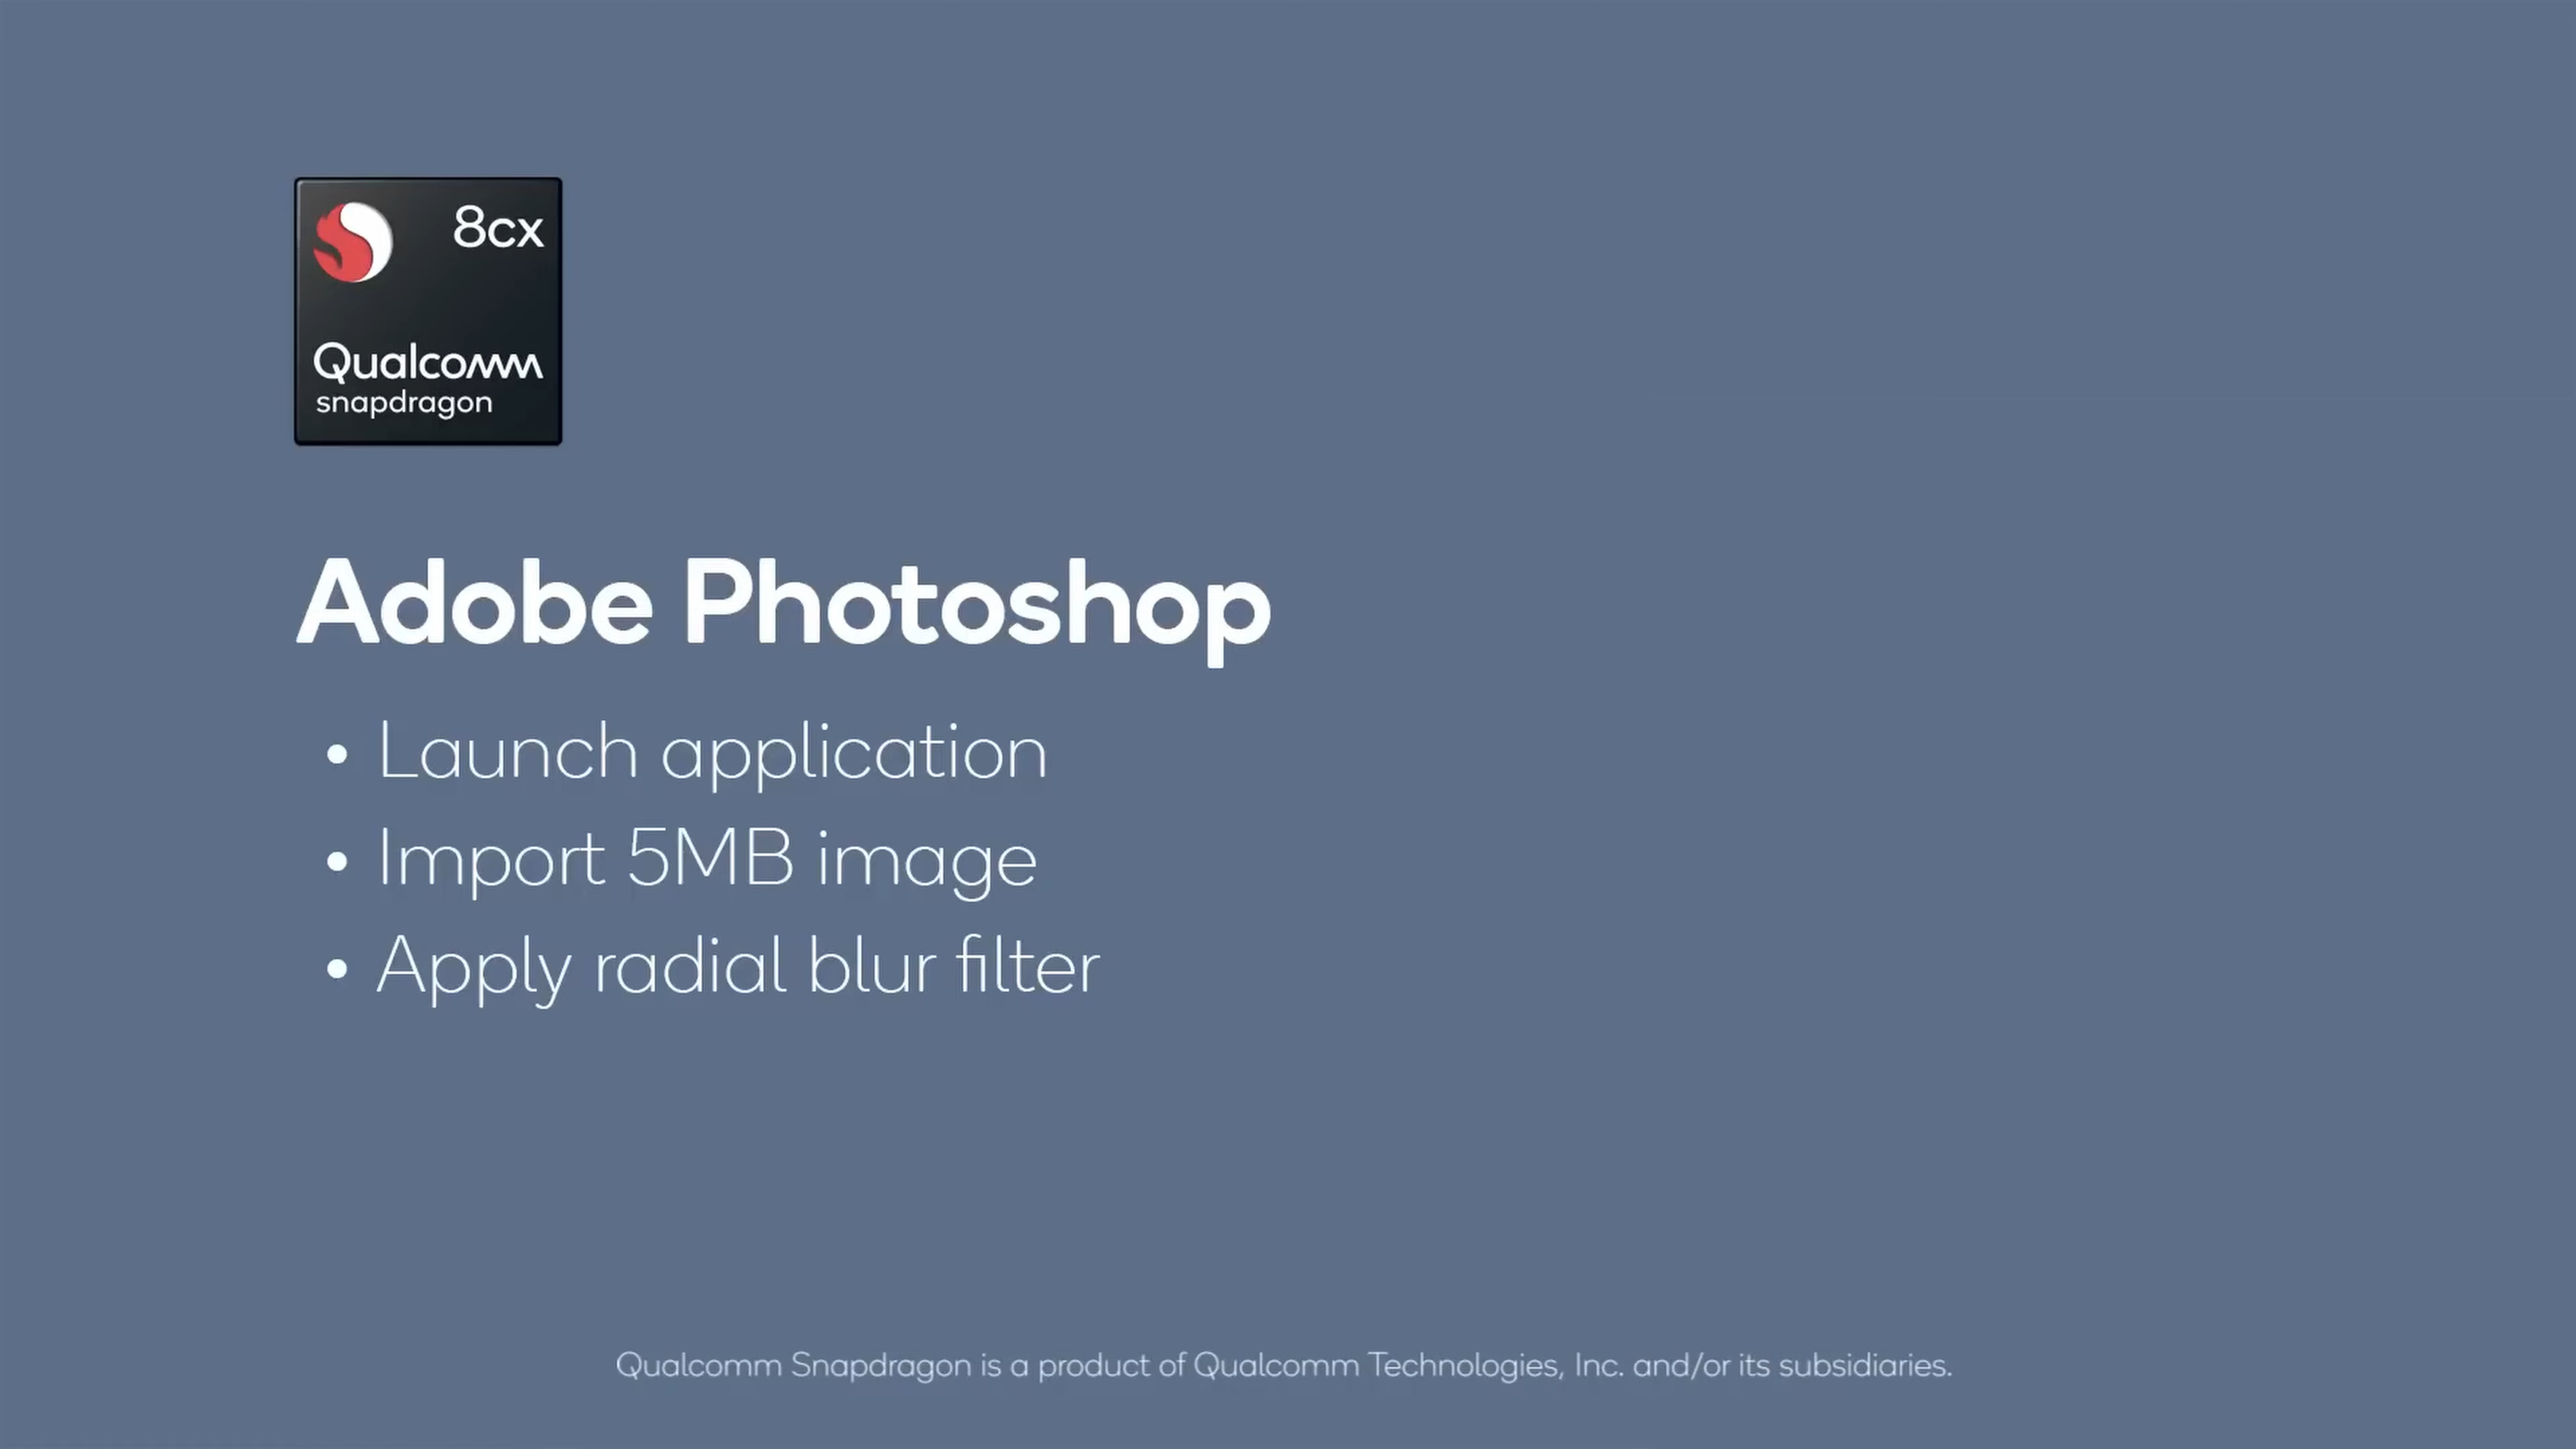 8cx
Qualcomm
snapdragon
Adobe Photoshop
• Launch application
• Import 5MB image
• Apply radial blur filter
Qualcomm Snapdragon is a product of Qualcomm Technologies, Inc. and/or its subsidiaries.